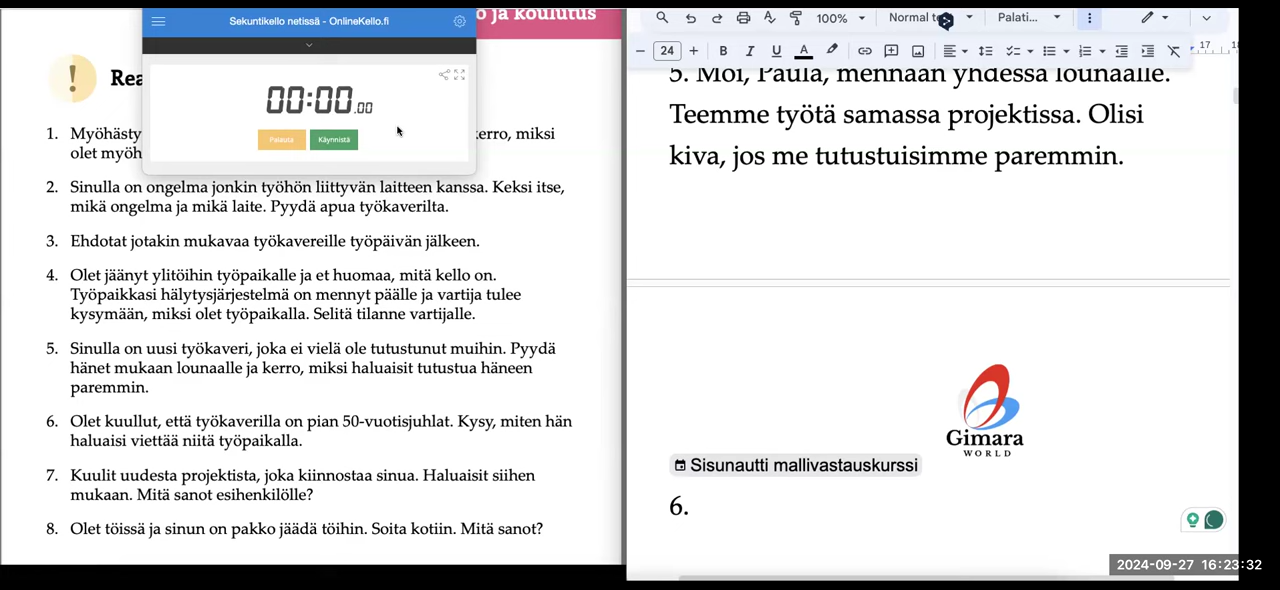 o ja koulutus
Sekuntikello netissä - OnlineKello.fi
00:00.00
Palauta
Käynnistä
Rea
1. Myöhästy
kerro, miksi
olet myöh
2. Sinulla on ongelma jonkin työhön liittyvän laitteen kanssa. Keksi itse,
mikä ongelma ja mikä laite. Pyydä apua työkaverilta.
3. Ehdotat jotakin mukavaa työkavereille työpäivän jälkeen.
4. Olet jäänyt ylitöihin työpaikalle ja et huomaa, mitä kello on.
Työpaikkasi hälytysjärjestelmä on mennyt päälle ja vartija tulee
kysymään, miksi olet työpaikalla. Selitä tilanne vartijalle.
5. Sinulla on uusi työkaveri, joka ei vielä ole tutustunut muihin. Pyydä
hänet mukaan lounaalle ja kerro, miksi haluaisit tutustua häneen
paremmin.
6. Olet kuullut, että työkaverilla on pian 50-vuotisjuhlat. Kysy, miten hän
haluaisi viettää niitä työpaikalla.
7. Kuulit uudesta projektista, joka kiinnostaa sinua. Haluaisit siihen
mukaan. Mitä sanot esihenkilölle?
8. Olet töissä ja sinun on pakko jäädä töihin. Soita kotiin. Mitä sanot?
100%
Normal te
Palati...
24
B I U A
17
5. Moi, Paula, mennään yhdessä lounaalle.
Teemme työtä samassa projektissa. Olisi
kiva, jos me tutustuisimme paremmin.
Gimara
WORLD
Sisunautti mallivastauskurssi
6.
2024-09-27 16:23:32